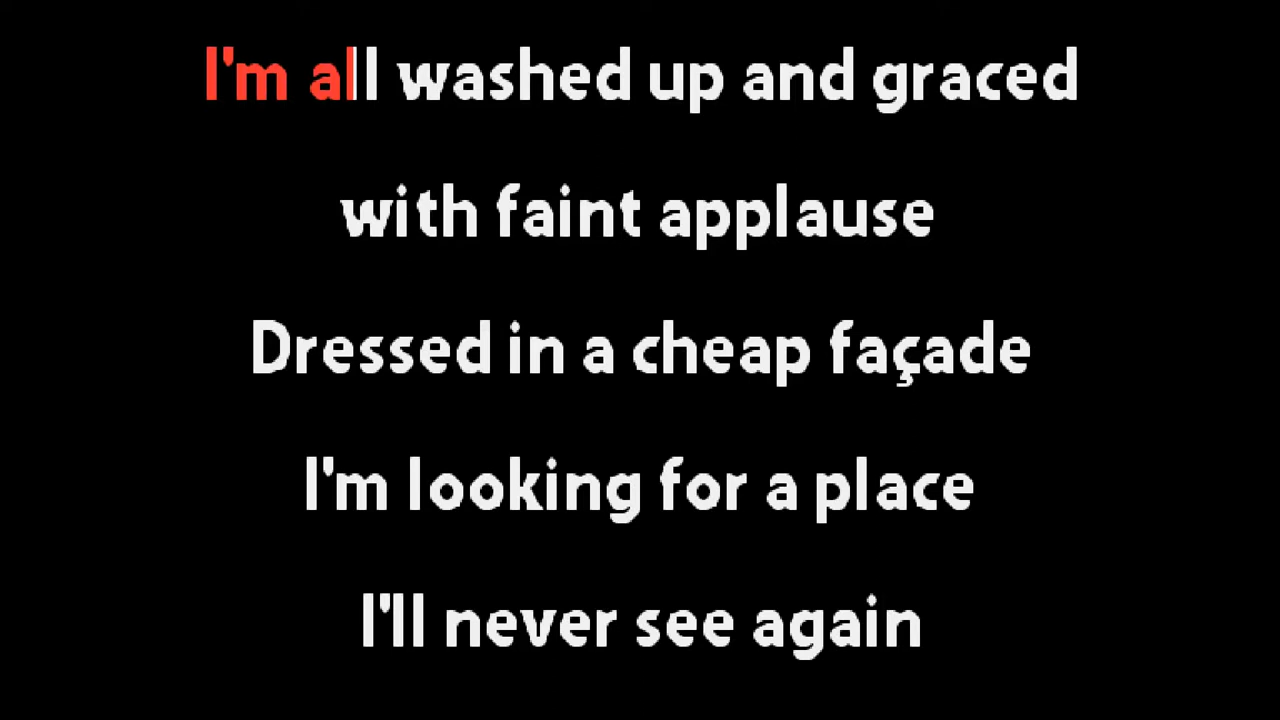 I'm all washed up and graced
with faint applause
Dressed in a cheap façade
I'm looking for a place
I'll never see again